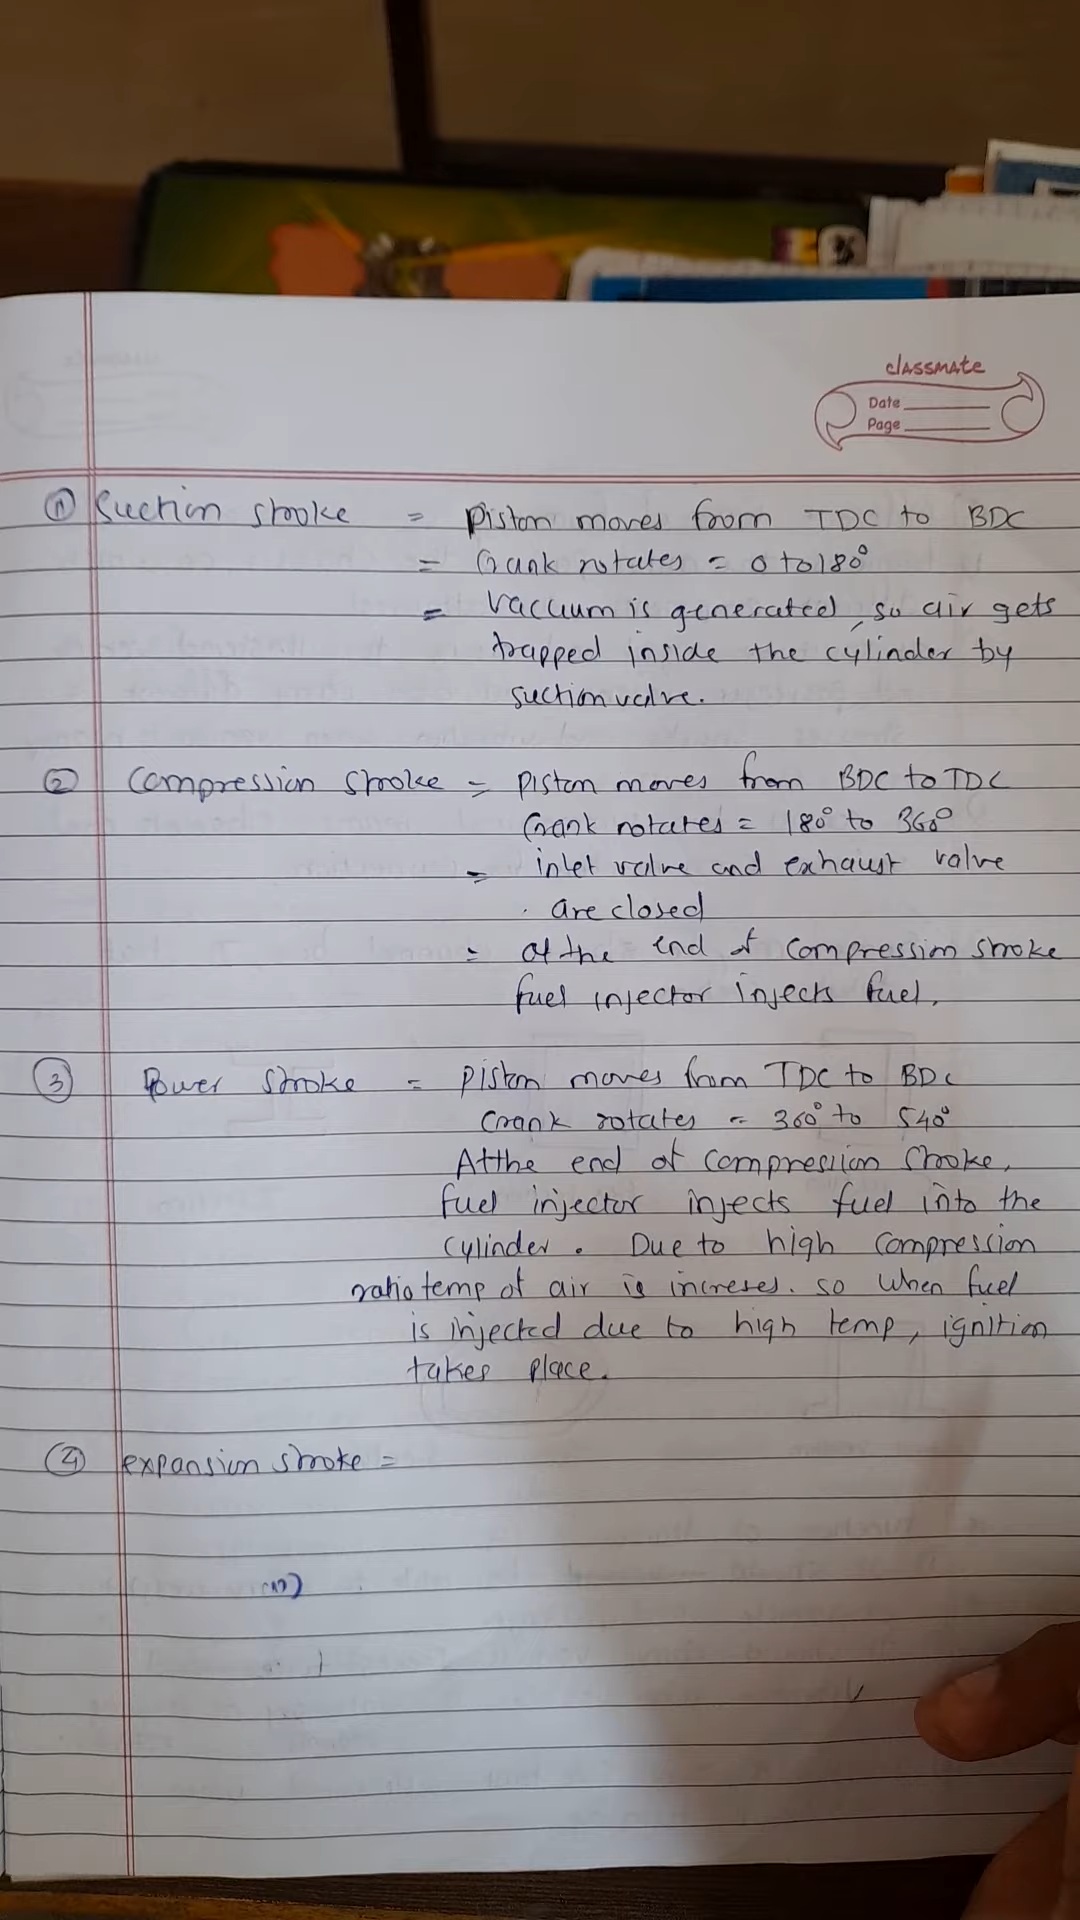 classmate
Date
Page
① Suction stroke = Piston moves from TDC to BDC
= Crank rotates = 0 to 180°
= Vaccum is generated, so air gets
trapped inside the cylinder by
suction valve.
② Compression stroke = Piston moves from BDC to TDC
Crank rotates = 180° to 360°
= inlet valve and exhaust valve
are closed
= at the end of compression stroke
fuel injector injects fuel.
③ Power stroke = Piston moves from TDC to BDC
Crank rotates = 360° to 540°
At the end of compression stroke,
fuel injector injects fuel into the
cylinder. Due to high compression
ratio temp of air is increses. so when fuel
is injected due to high temp, ignition
takes place.
④ expansion stroke =